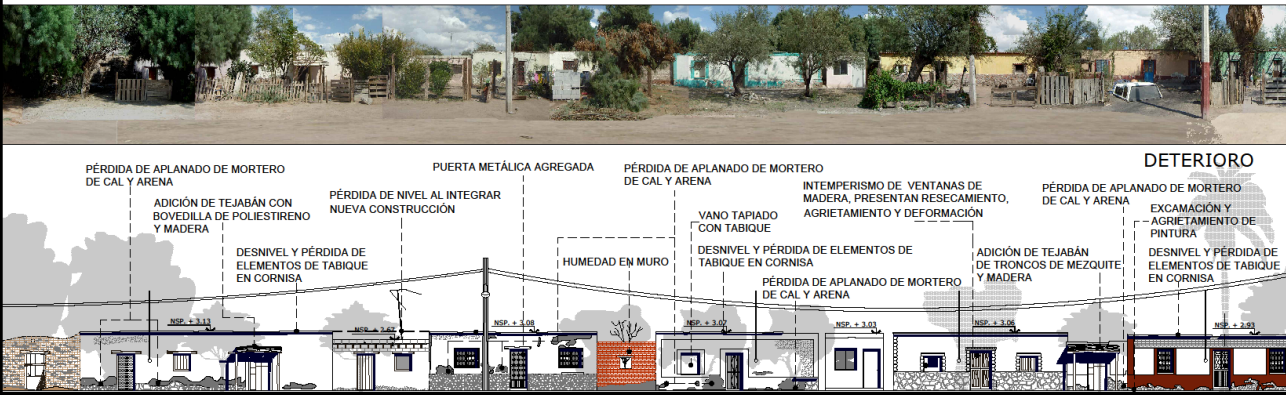 DETERIORO
PÉRDIDA DE APLANADO DE MORTERO
DE CAL Y ARENA
ADICIÓN DE TEJABÁN CON
BOVEDILLA DE POLIESTIRENO
Y MADERA
DESNIVEL Y PÉRDIDA DE
ELEMENTOS DE TABIQUE
EN CORNISA
PÉRDIDA DE NIVEL AL INTEGRAR
NUEVA CONSTRUCCIÓN
PUERTA METÁLICA AGREGADA
HUMEDAD EN MURO
PÉRDIDA DE APLANADO DE MORTERO
DE CAL Y ARENA
VANO TAPIADO
CON TABIQUE
DESNIVEL Y PÉRDIDA DE ELEMENTOS DE
TABIQUE EN CORNISA
PÉRDIDA DE APLANADO DE MORTERO
DE CAL Y ARENA
INTEMPERISMO DE VENTANAS DE
MADERA, PRESENTAN RESECAMIENTO,
AGRIETAMIENTO Y DEFORMACIÓN
ADICIÓN DE TEJABÁN
DE TRONCOS DE MEZQUITE
Y MADERA
PÉRDIDA DE APLANADO DE MORTERO
DE CAL Y ARENA
EXCAMACIÓN Y
AGRIETAMIENTO DE
PINTURA
DESNIVEL Y PÉRDIDA DE
ELEMENTOS DE TABIQUE
EN CORNISA
NSP. + 3.13
NSP. + 2.67
NSP. + 3.08
NSP. + 3.07
NSP. + 3.03
NSP. + 3.06
NSP. + 2.93